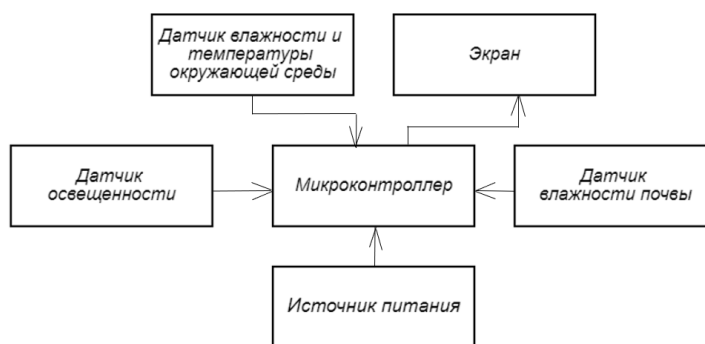 Датчик влажности и
температуры
окружающей среды
Экран
Датчик
освещенности
Микроконтроллер
Датчик
влажности почвы
Источник питания